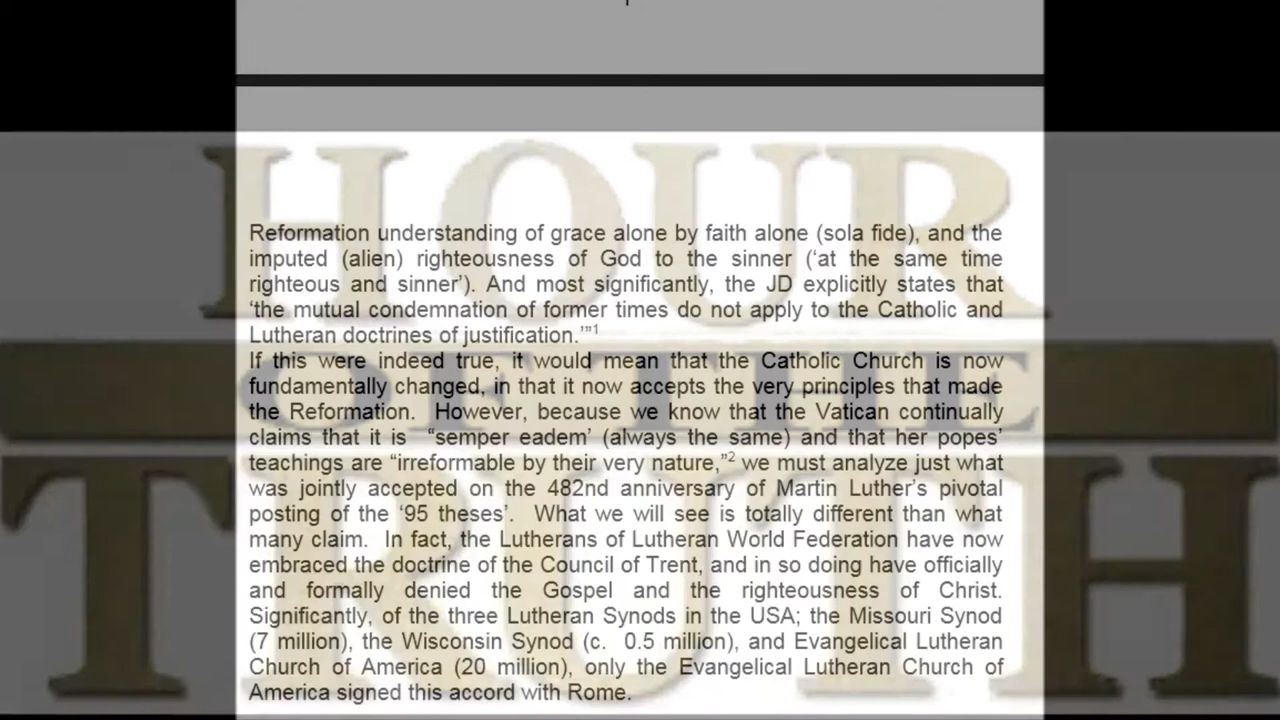 HOUR
OF THE
TRUTH
Reformation understanding of grace alone by faith alone (sola fide), and the
imputed (alien) righteousness of God to the sinner (‘at the same time
righteous and sinner’). And most significantly, the JD explicitly states that
‘the mutual condemnation of former times do not apply to the Catholic and
Lutheran doctrines of justification.’”1
If this were indeed true, it would mean that the Catholic Church is now
fundamentally changed, in that it now accepts the very principles that made
the Reformation. However, because we know that the Vatican continually
claims that it is “semper eadem’ (always the same) and that her popes’
teachings are “irreformable by their very nature,”2 we must analyze just what
was jointly accepted on the 482nd anniversary of Martin Luther’s pivotal
posting of the ‘95 theses’. What we will see is totally different than what
many claim. In fact, the Lutherans of Lutheran World Federation have now
embraced the doctrine of the Council of Trent, and in so doing have officially
and formally denied the Gospel and the righteousness of Christ.
Significantly, of the three Lutheran Synods in the USA; the Missouri Synod
(7 million), the Wisconsin Synod (c. 0.5 million), and Evangelical Lutheran
Church of America (20 million), only the Evangelical Lutheran Church of
America signed this accord with Rome.